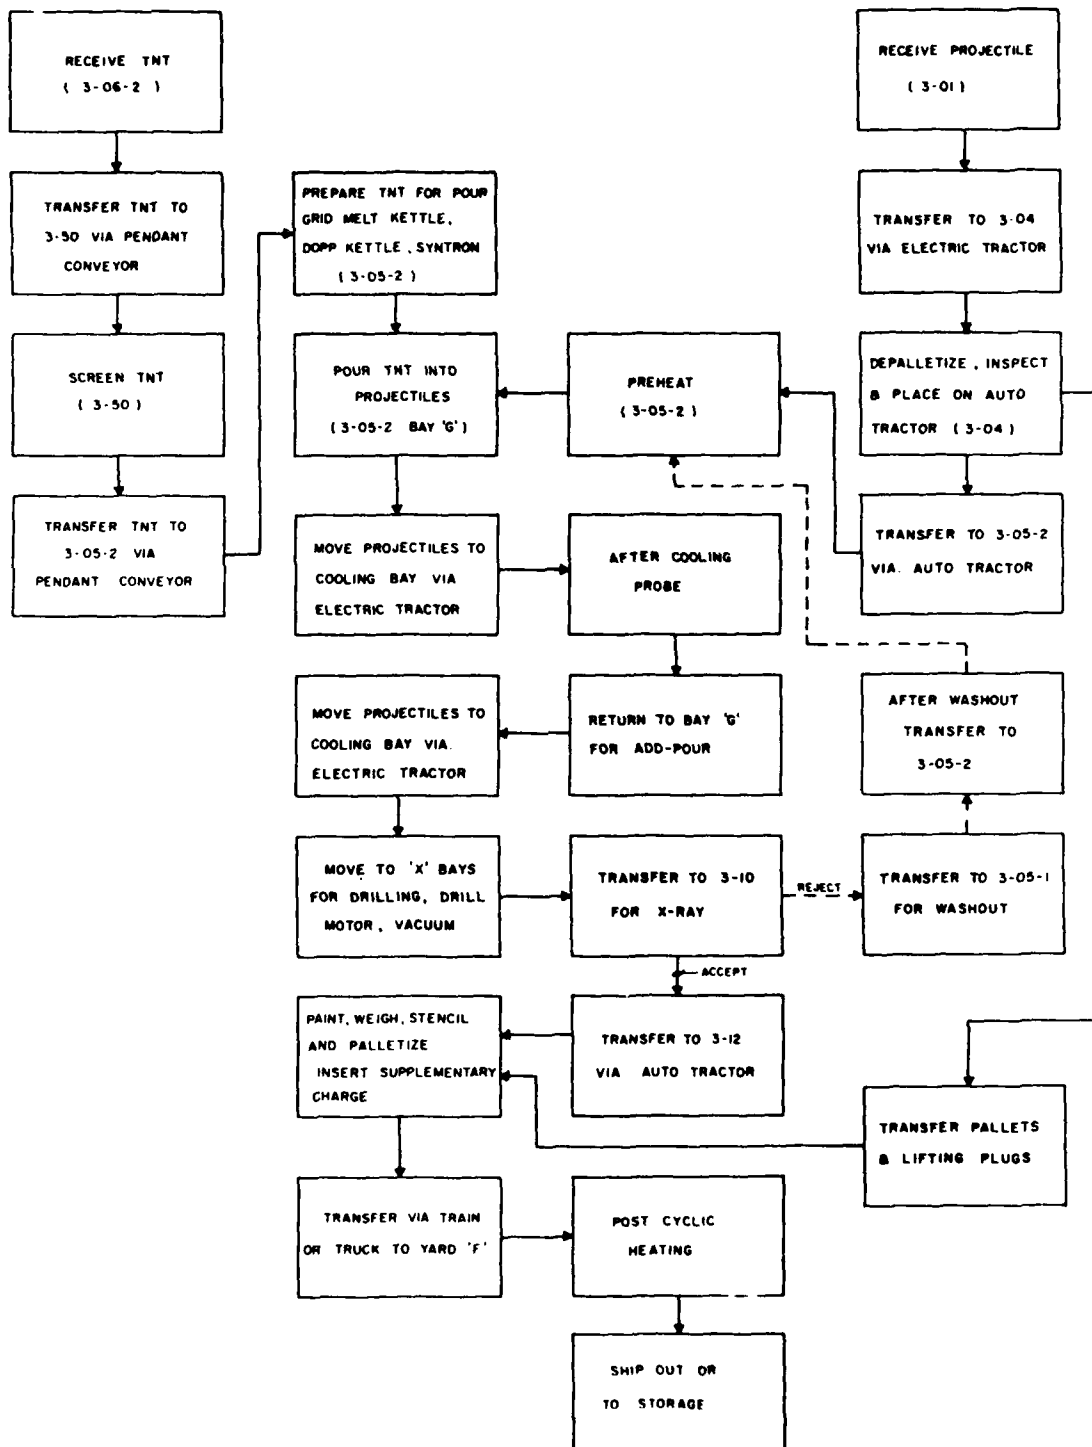 RECEIVE TNT
( 3-06-2 )
TRANSFER TNT TO
3-50 VIA PENDANT
CONVEYOR
SCREEN TNT
( 3-50 )
TRANSFER TNT TO
3-05-2 VIA
PENDANT CONVEYOR
PREPARE TNT FOR POUR
GRID MELT KETTLE,
DOPP KETTLE, SYNTRON
( 3-05-2 )
POUR TNT INTO
PROJECTILES
( 3-05-2 BAY 'G' )
PREHEAT
( 3-05-2 )
RECEIVE PROJECTILE
( 3-01 )
TRANSFER TO 3-04
VIA ELECTRIC TRACTOR
DEPALLETIZE, INSPECT
& PLACE ON AUTO
TRACTOR ( 3-04 )
TRANSFER TO 3-05-2
VIA. AUTO TRACTOR
MOVE PROJECTILES TO
COOLING BAY VIA
ELECTRIC TRACTOR
AFTER COOLING
PROBE
MOVE PROJECTILES TO
COOLING BAY VIA.
ELECTRIC TRACTOR
RETURN TO BAY 'G'
FOR ADD-POUR
AFTER WASHOUT
TRANSFER TO
3-05-2
MOVE TO 'X' BAYS
FOR DRILLING, DRILL
MOTOR, VACUUM
TRANSFER TO 3-10
FOR X-RAY
REJECT
TRANSFER TO 3-05-1
FOR WASHOUT
ACCEPT
PAINT, WEIGH, STENCIL
AND PALLETIZE
INSERT SUPPLEMENTARY
CHARGE
TRANSFER TO 3-12
VIA AUTO TRACTOR
TRANSFER PALLETS
& LIFTING PLUGS
TRANSFER VIA TRAIN
OR TRUCK TO YARD 'F'
POST CYCLIC
HEATING
SHIP OUT OR
TO STORAGE